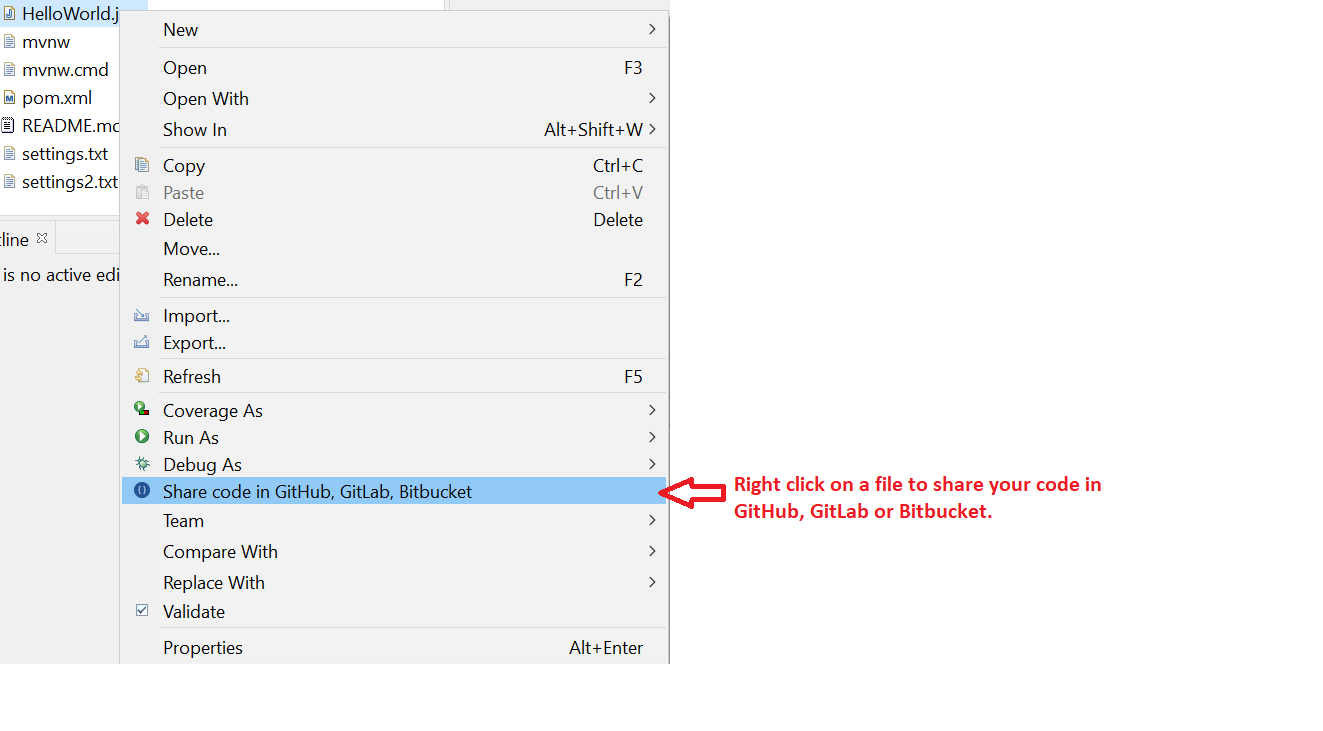 HelloWorld.j
mvnw
mvnw.cmd
pom.xml
README.md
settings.txt
settings2.txt
tline
is no active edi
New
Open F3
Open With
Show In Alt+Shift+W
Copy Ctrl+C
Paste Ctrl+V
Delete Delete
Move...
Rename... F2
Import...
Export...
Refresh F5
Coverage As
Run As
Debug As
Share code in GitHub, GitLab, Bitbucket
Team
Compare With
Replace With
Validate
Properties Alt+Enter
Right click on a file to share your code in
GitHub, GitLab or Bitbucket.